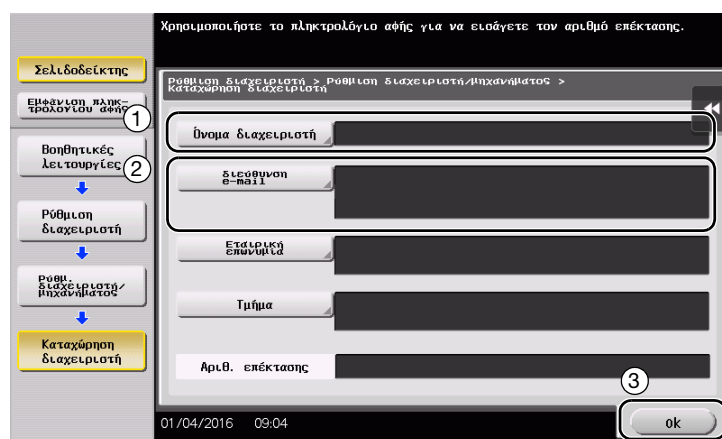 Χρησιμοποιήστε το πληκτρολόγιο αφής για να εισάγετε τον αριθμό επέκτασης.
Σελιδοδείκτης
Εμφάνιση πληκ-
τρολογίου αφής
1
Βοηθητικές
λειτουργίες
2
Ρύθμιση
διαχειριστή
Ρύθμ.
διαχειριστή/
μηχανήματος
Καταχώρηση
διαχειριστή
Ρύθμιση διαχειριστή > Ρύθμιση διαχειριστή/μηχανήματος >
Καταχώρηση διαχειριστή
Όνομα διαχειριστή
διεύθυνση
e-mail
Εταιρική
επωνυμία
Τμήμα
Αριθ. επέκτασης
3
01/04/2016 09:04
ok